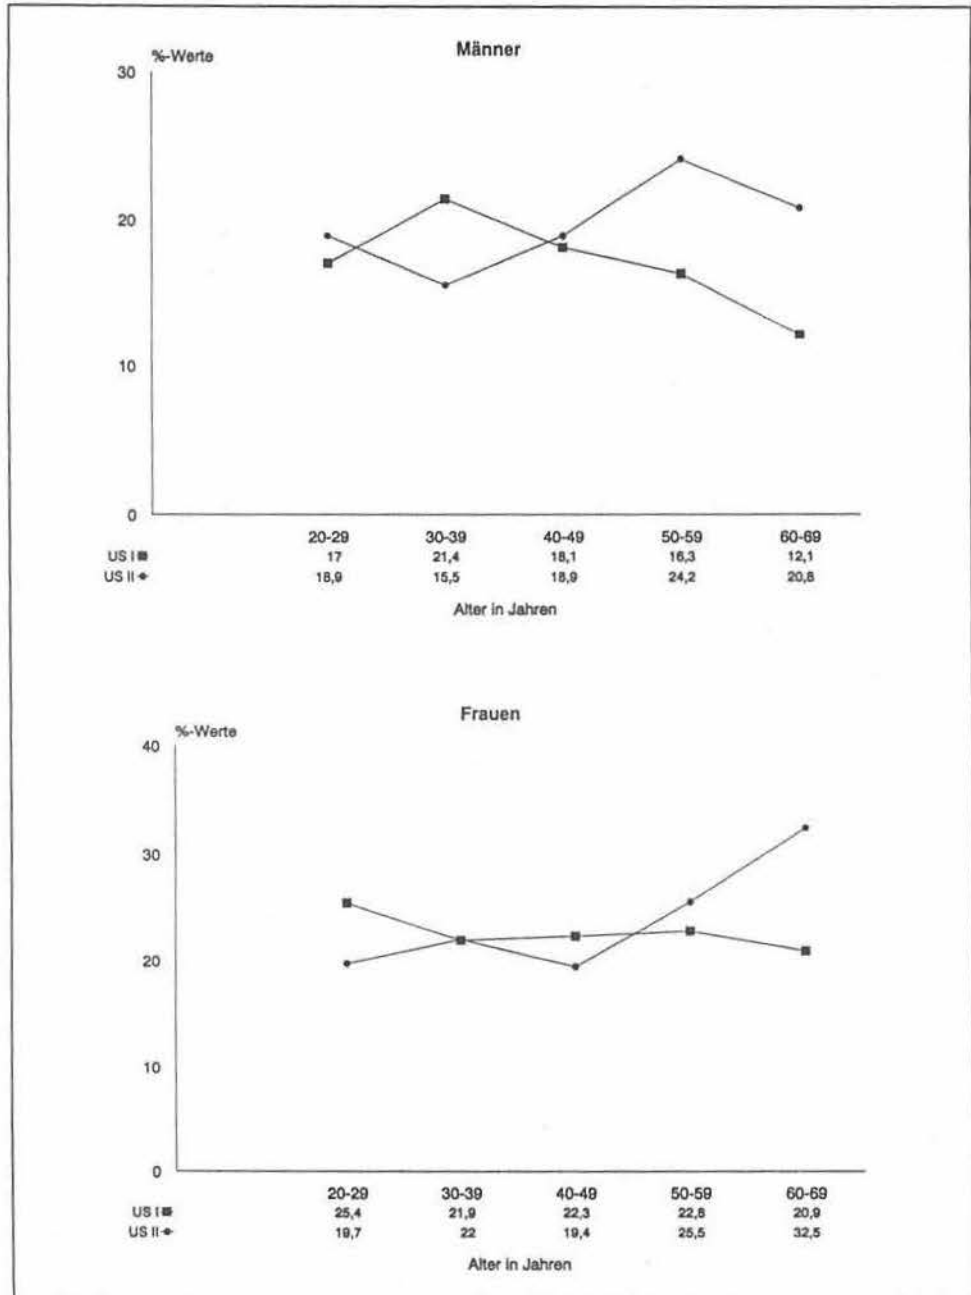 Männer
%-Werte
30
20
10
0
20-29 30-39 40-49 50-59 60-69
US I 17 21,4 18,1 16,3 12,1
US II 18,9 15,5 18,9 24,2 20,8
Alter in Jahren
Frauen
%-Werte
40
30
20
10
0
20-29 30-39 40-49 50-59 60-69
US I 25,4 21,9 22,3 22,8 20,9
US II 19,7 22 19,4 25,5 32,5
Alter in Jahren